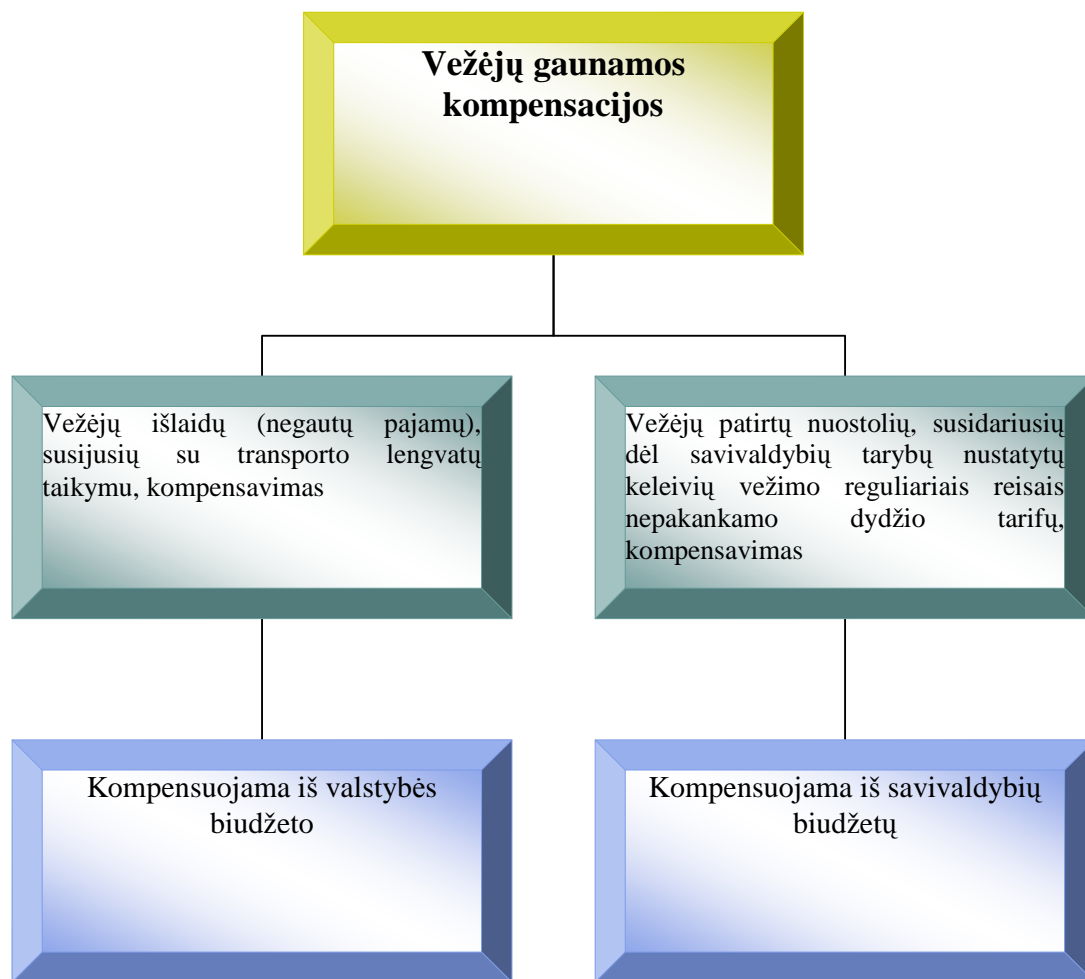 Vežėjų gaunamos
kompensacijos
Vežėjų išlaidų (negautų pajamų),
susijusių su transporto lengvatų
taikymu, kompensavimas
Vežėjų patirtų nuostolių, susidariusių
dėl savivaldybių tarybų nustatytų
keleivių vežimo reguliariais reisais
nepakankamo dydžio tarifų,
kompensavimas
Kompensuojama iš valstybės
biudžeto
Kompensuojama iš savivaldybių
biudžetų